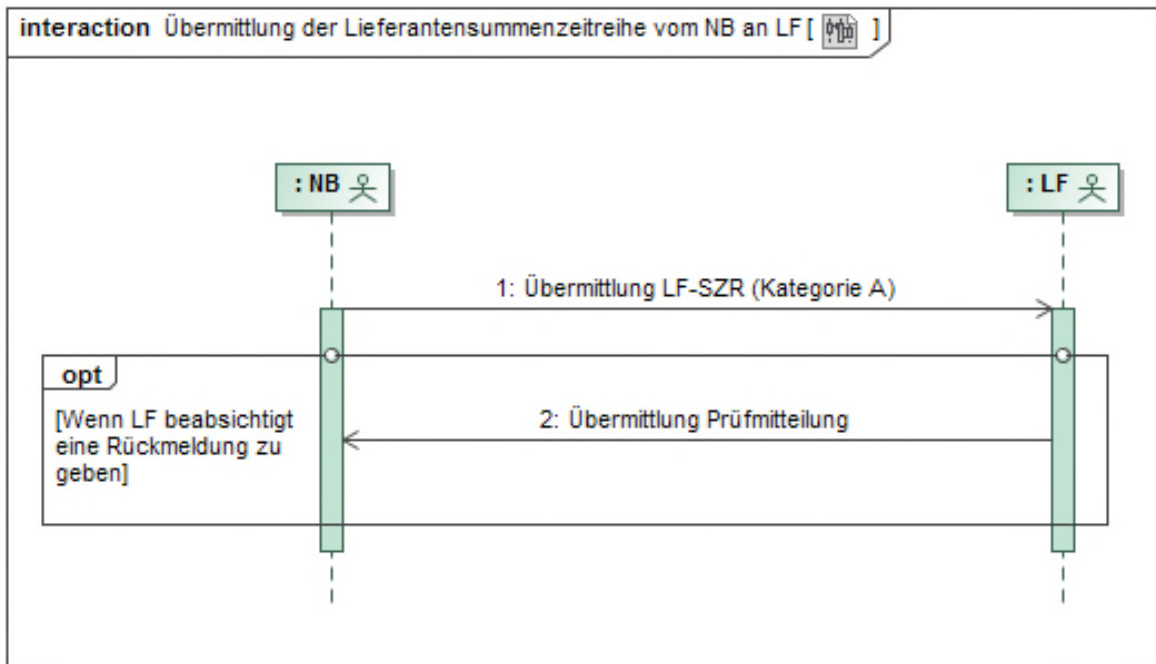 interaction Übermittlung der Lieferantensummenzeitreihe vom NB an LF [ ]
: NB
: LF
1: Übermittlung LF-SZR (Kategorie A)
opt
[Wenn LF beabsichtigt
eine Rückmeldung zu
geben]
2: Übermittlung Prüfmitteilung